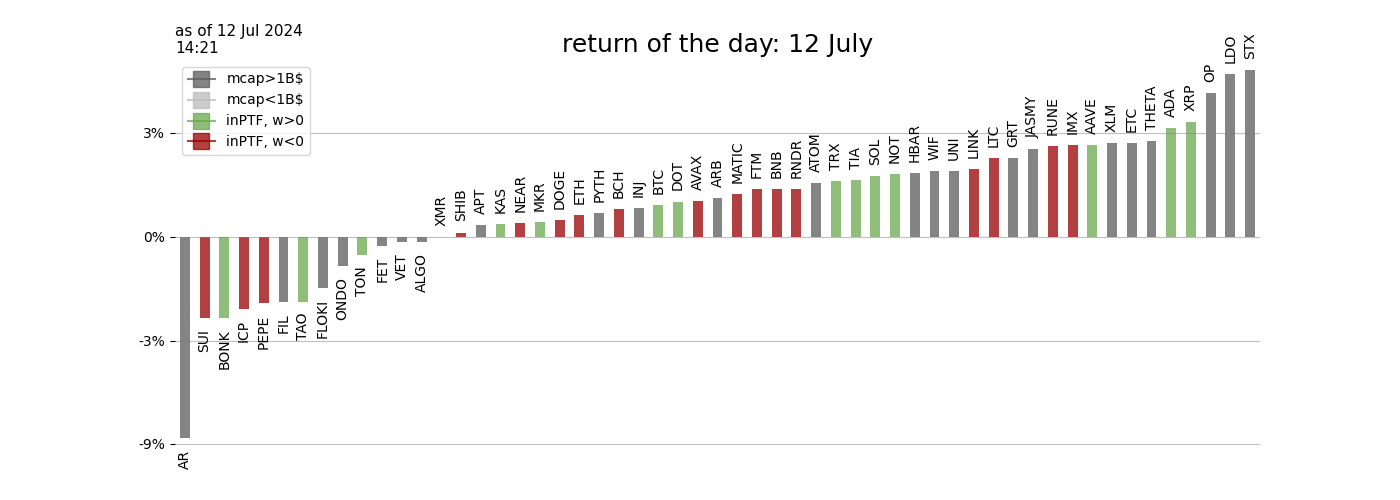 as of 12 Jul 2024
14:21
return of the day: 12 July
mcap>1B$
mcap<1B$
inPTF, w>0
inPTF, w<0
3%
0%
-3%
-9%
AR
SUI
BONK
ICP
PEPE
FIL
TAO
FLOKI
ONDO
TON
FET
VET
ALGO
XMR
SHIB
APT
KAS
NEAR
MKR
DOGE
ETH
PYTH
BCH
INJ
BTC
DOT
AVAX
ARB
MATIC
FTM
BNB
RNDR
ATOM
TRX
TIA
SOL
NOT
HBAR
WIF
UNI
LINK
LTC
GRT
JASMY
RUNE
IMX
AAVE
XLM
ETC
THETA
ADA
XRP
OP
LDO
STX